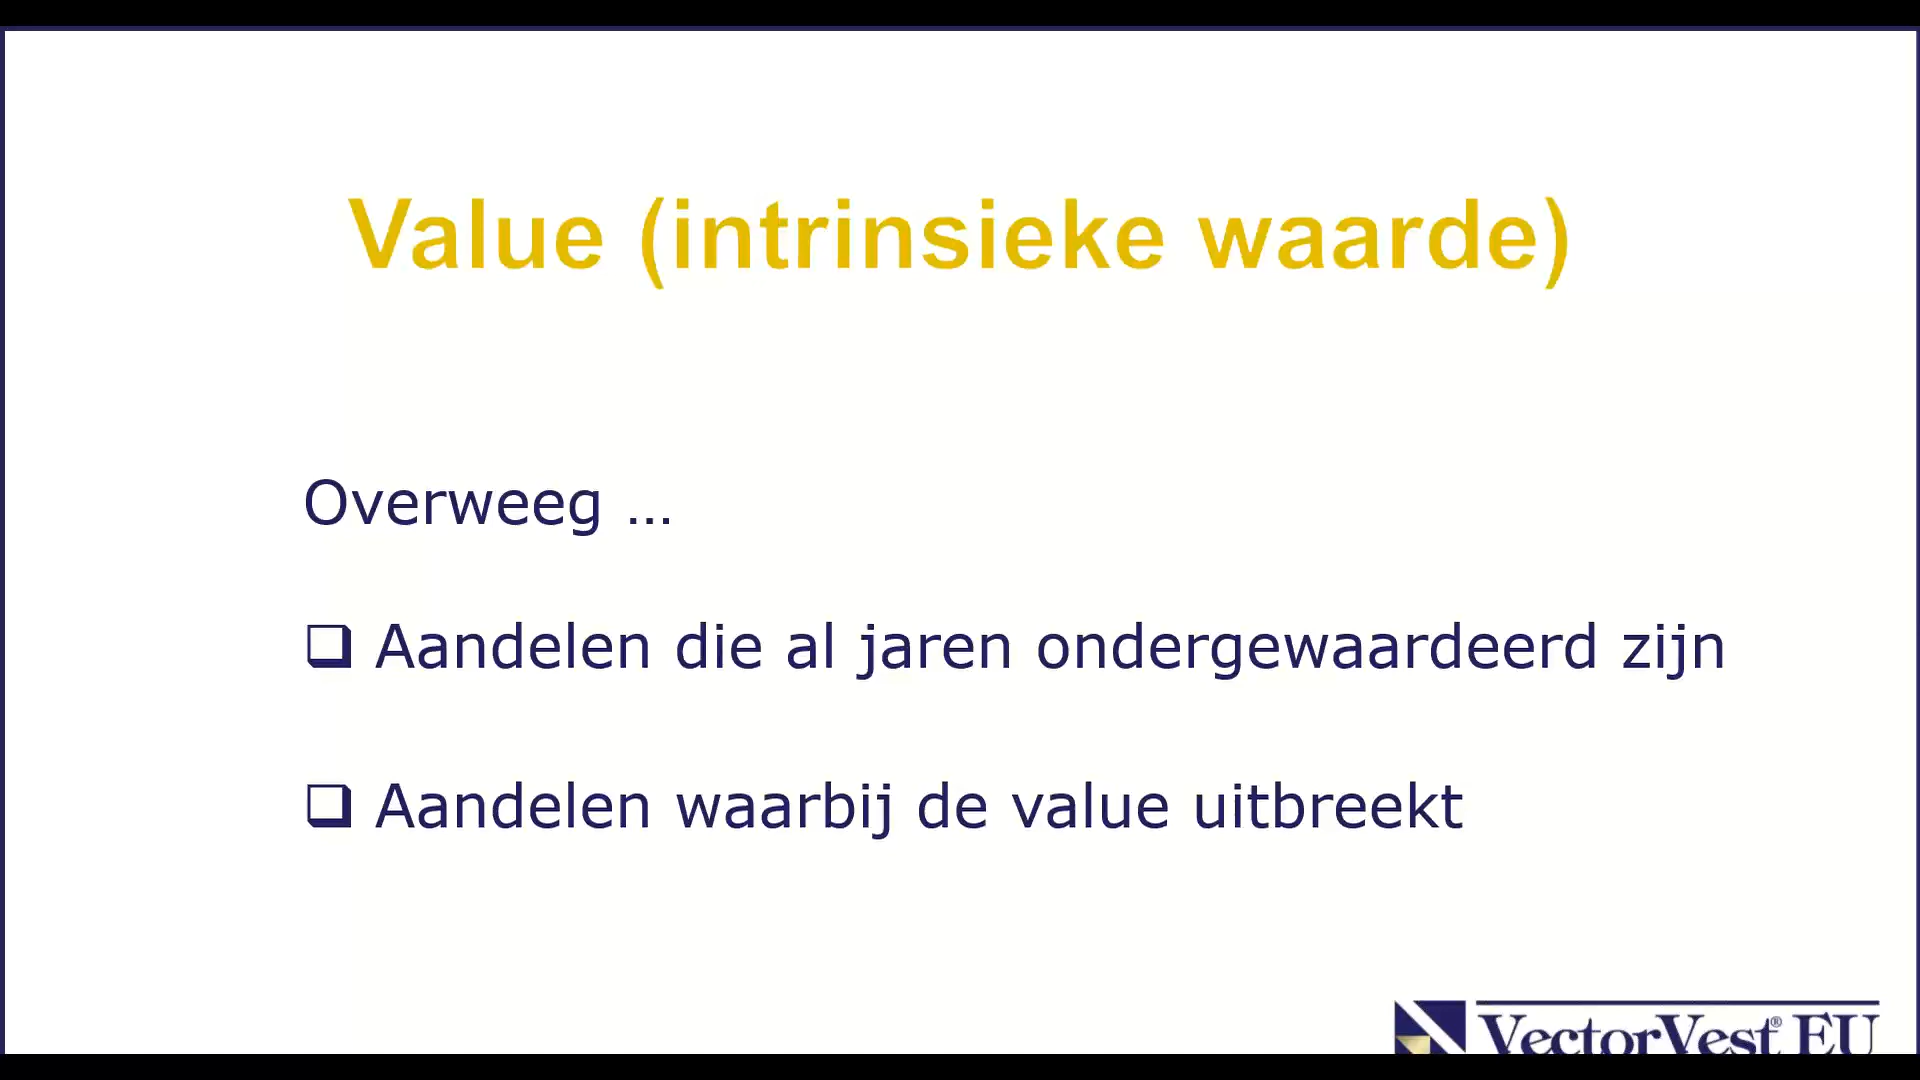 Value (intrinsieke waarde)
Overweeg …
❑ Aandelen die al jaren ondergewaardeerd zijn
❑ Aandelen waarbij de value uitbreekt
VectorVest® EU